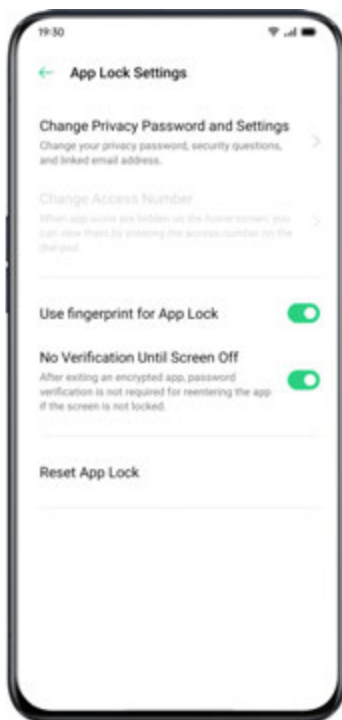 19:30
App Lock Settings
Change Privacy Password and Settings
Change your privacy password, security questions,
and linked email address.
Change Access Number
When app icons are hidden on the home screen, you
can view them by entering the access number on the
dial pad.
Use fingerprint for App Lock
No Verification Until Screen Off
After exiting an encrypted app, password
verification is not required for reentering the app
if the screen is not locked.
Reset App Lock